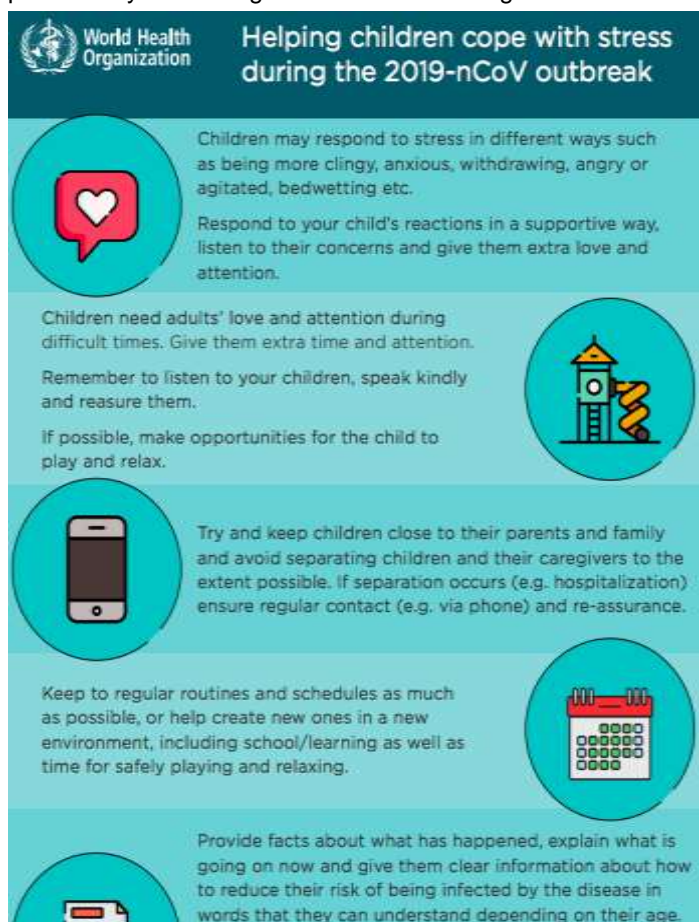 World Health
Organization
Helping children cope with stress
during the 2019-nCoV outbreak
Children may respond to stress in different ways such
as being more clingy, anxious, withdrawing, angry or
agitated, bedwetting etc.
Respond to your child's reactions in a supportive way,
listen to their concerns and give them extra love and
attention.
Children need adults' love and attention during
difficult times. Give them extra time and attention.
Remember to listen to your children, speak kindly
and reasure them.
If possible, make opportunities for the child to
play and relax.
Try and keep children close to their parents and family
and avoid separating children and their caregivers to the
extent possible. If separation occurs (e.g. hospitalization)
ensure regular contact (e.g. via phone) and re-assurance.
Keep to regular routines and schedules as much
as possible, or help create new ones in a new
environment, including school/learning as well as
time for safely playing and relaxing.
Provide facts about what has happened, explain what is
going on now and give them clear information about how
to reduce their risk of being infected by the disease in
words that they can understand depending on their age.